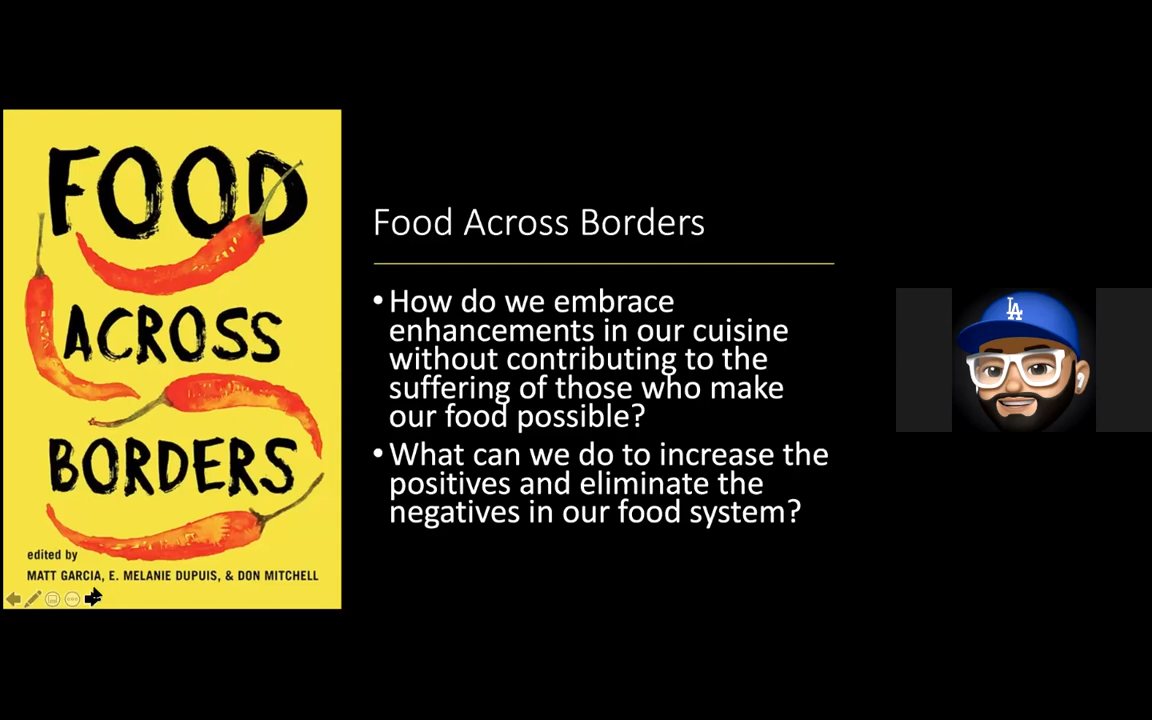 FOOD
ACROSS
BORDERS
edited by
MATT GARCIA, E. MELANIE DUPUIS, & DON MITCHELL
Food Across Borders
• How do we embrace
enhancements in our cuisine
without contributing to the
suffering of those who make
our food possible?
• What can we do to increase the
positives and eliminate the
negatives in our food system?
LA